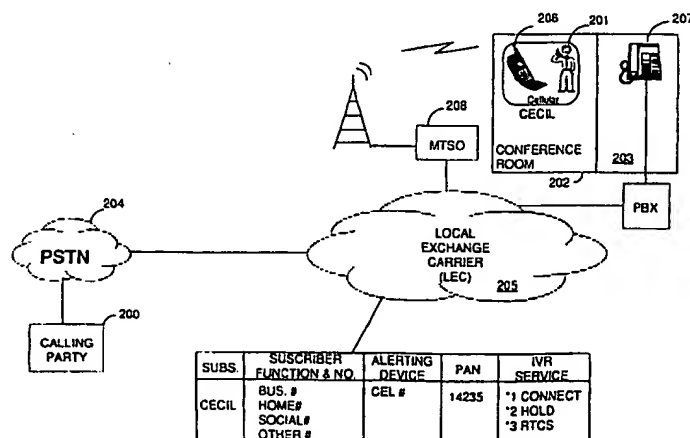 206
201
207
Cellular
CECIL
CONFERENCE
ROOM
203
202
208
MTSO
PBX
204
PSTN
LOCAL
EXCHANGE
CARRIER
(LEC)
205
200
CALLING
PARTY
SUBS. SUSCRIBER FUNCTION & NO. ALERTING DEVICE PAN IVR SERVICE
CECIL BUS. # CEL # 14235 *1 CONNECT
HOME# *2 HOLD
SOCIAL# *3 RTCS
OTHER #